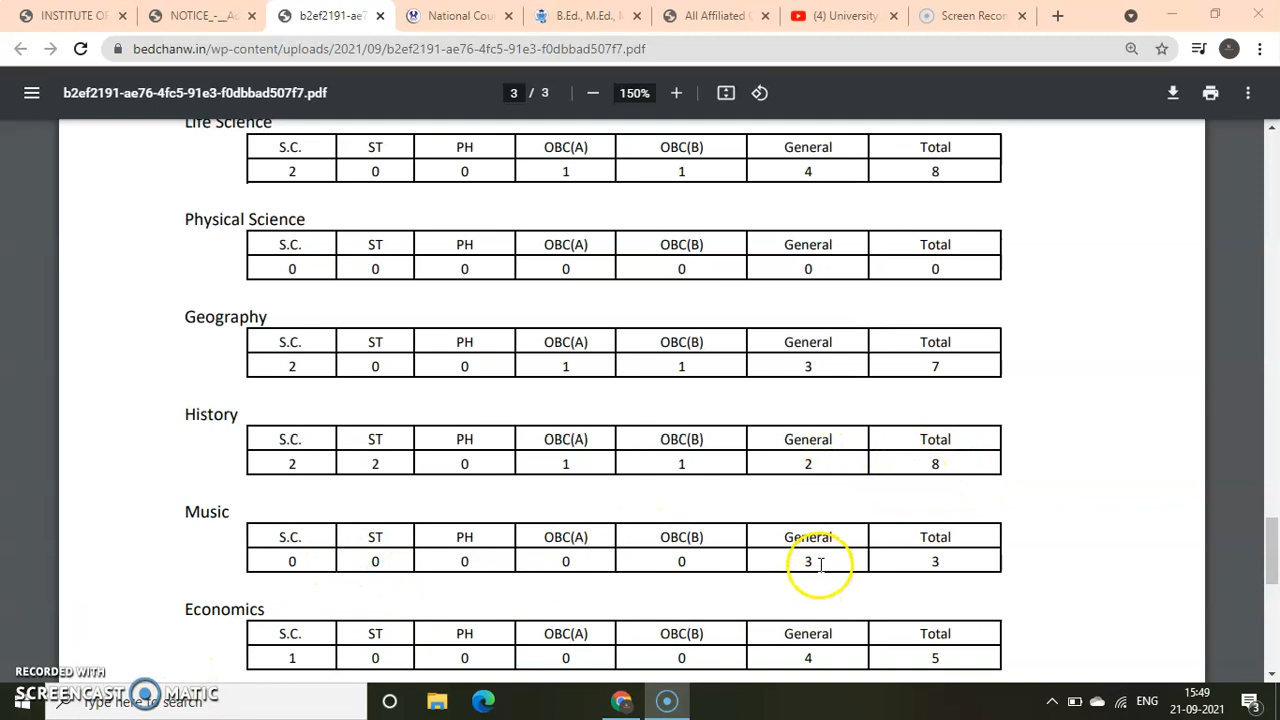 INSTITUTE OF
NOTICE_-__A
b2ef2191-ae7
National Cou
B.Ed., M.Ed., M
All Affiliated C
(4) University
Screen Recor
bedchanw.in/wp-content/uploads/2021/09/b2ef2191-ae76-4fc5-91e3-f0dbbad507f7.pdf
b2ef2191-ae76-4fc5-91e3-f0dbbad507f7.pdf 3 / 3 150%
Life Science
S.C. ST PH OBC(A) OBC(B) General Total
2 0 0 1 1 4 8
Physical Science
S.C. ST PH OBC(A) OBC(B) General Total
0 0 0 0 0 0 0
Geography
S.C. ST PH OBC(A) OBC(B) General Total
2 0 0 1 1 3 7
History
S.C. ST PH OBC(A) OBC(B) General Total
2 2 0 1 1 2 8
Music
S.C. ST PH OBC(A) OBC(B) General Total
0 0 0 0 0 3 3
Economics
S.C. ST PH OBC(A) OBC(B) General Total
1 0 0 0 0 4 5
RECORDED WITH
SCREENCAST MATIC
Type here to search
ENG
15:49
21-09-2021
3